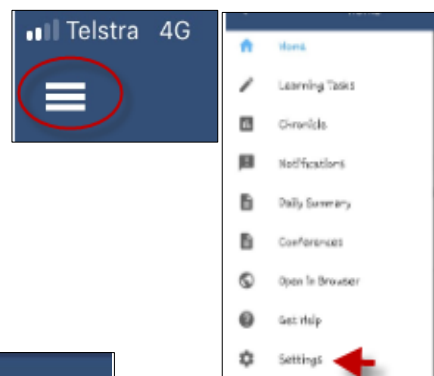 Telstra 4G
Home
Learning Tasks
Chronicle
Notifications
Daily Summary
Conferences
Open in Browser
Get Help
Settings